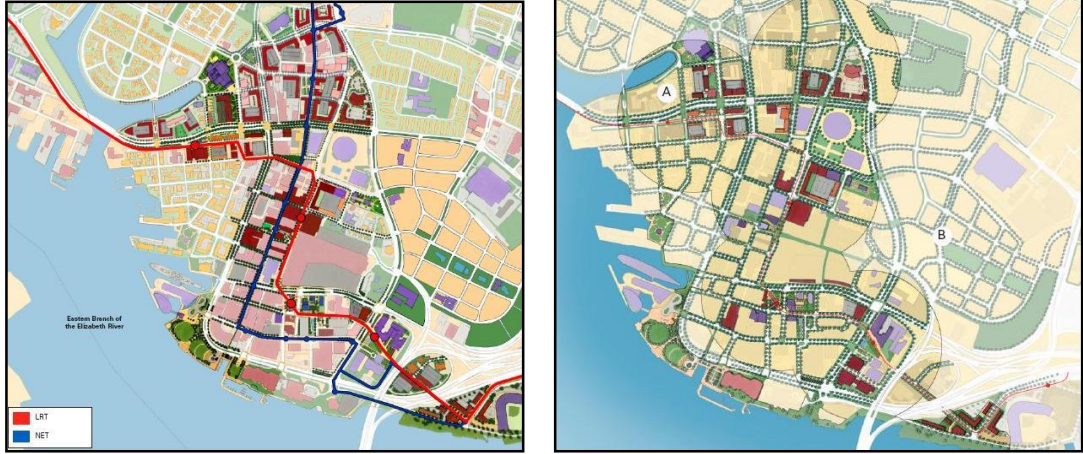 Eastern Branch of
the Elizabeth River
LRT
NET
A
B